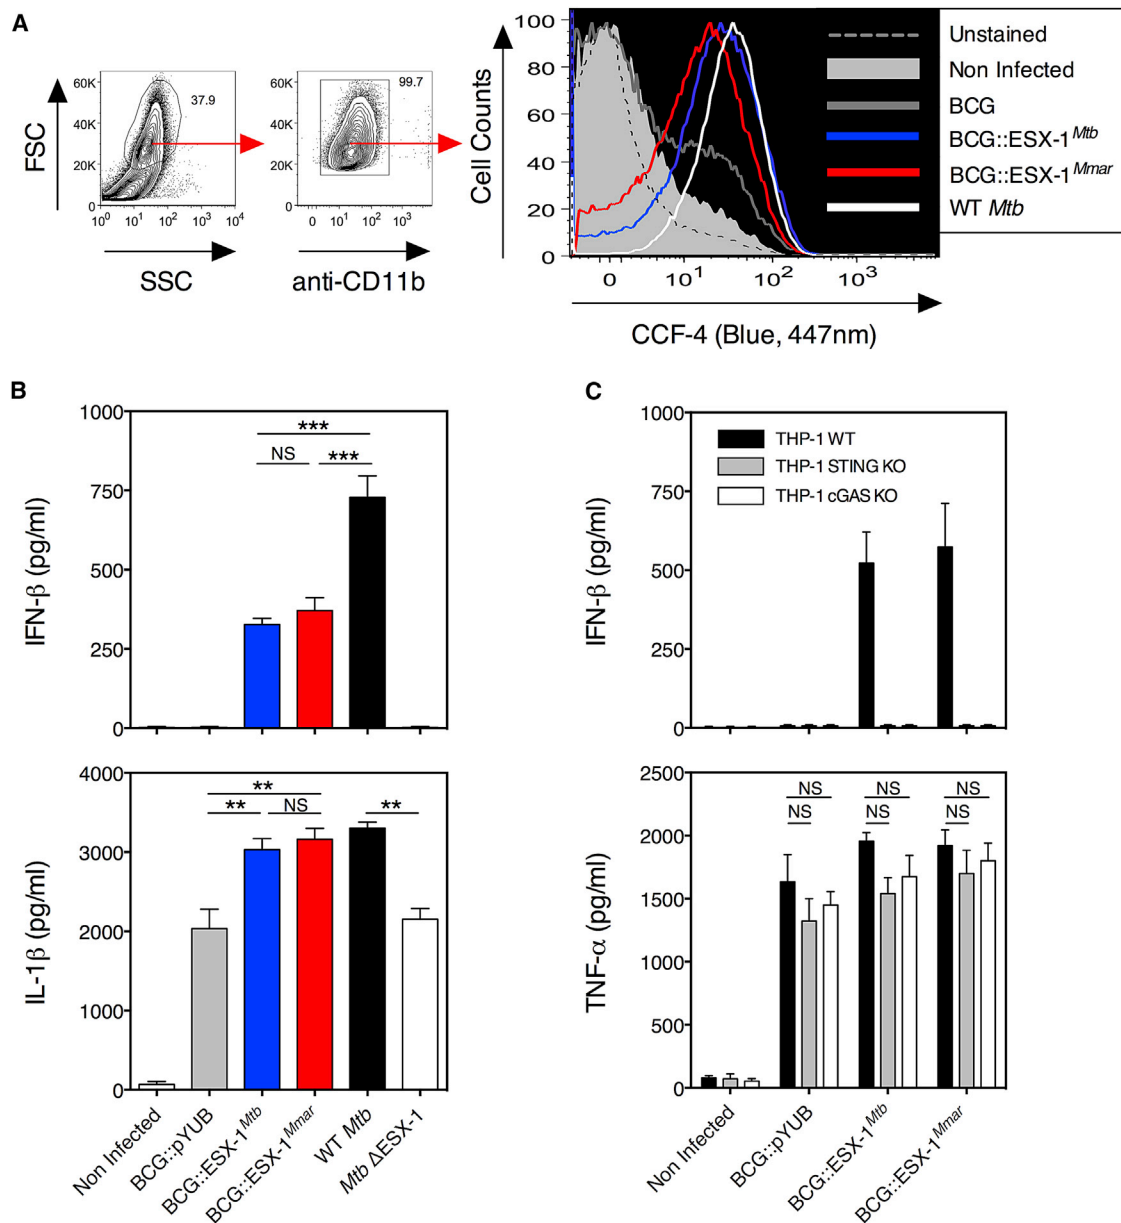 A
FSC
60K
40K
20K
0
10^0 10^1 10^2 10^3 10^4
SSC
37.9
60K
40K
20K
0
0 10^1 10^2 10^3
anti-CD11b
99.7
Cell Counts
100
80
60
40
20
0
0 10^1 10^2 10^3
CCF-4 (Blue, 447nm)
Unstained
Non Infected
BCG
BCG::ESX-1^Mtb
BCG::ESX-1^Mmar
WT Mtb
B
IFN-β (pg/ml)
1000
750
500
250
0
***
NS ***
IL-1β (pg/ml)
4000
3000
2000
1000
0
**
** NS **
Non Infected
BCG::pYUB
BCG::ESX-1^Mtb
BCG::ESX-1^Mmar
WT Mtb
Mtb ΔESX-1
C
IFN-β (pg/ml)
1000
750
500
250
0
THP-1 WT
THP-1 STING KO
THP-1 cGAS KO
TNF-α (pg/ml)
2500
2000
1500
1000
500
0
NS NS NS
NS NS NS
Non Infected
BCG::pYUB
BCG::ESX-1^Mtb
BCG::ESX-1^Mmar